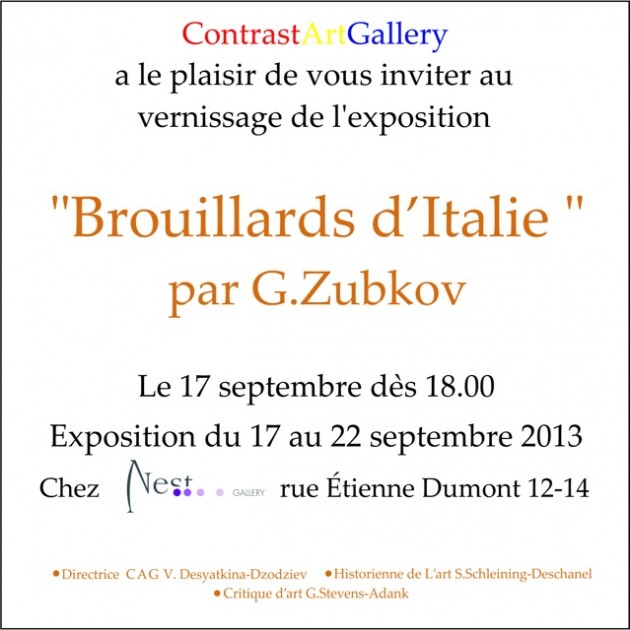 ContrastArtGallery
a le plaisir de vous inviter au
vernissage de l'exposition
"Brouillards d’Italie "
par G.Zubkov
Le 17 septembre dès 18.00
Exposition du 17 au 22 septembre 2013
Chez Nest GALLERY rue Étienne Dumont 12-14
•Directrice CAG V. Desyatkina-Dzodziev •Historienne de L’art S.Schleining-Deschanel
•Critique d’art G.Stevens-Adank